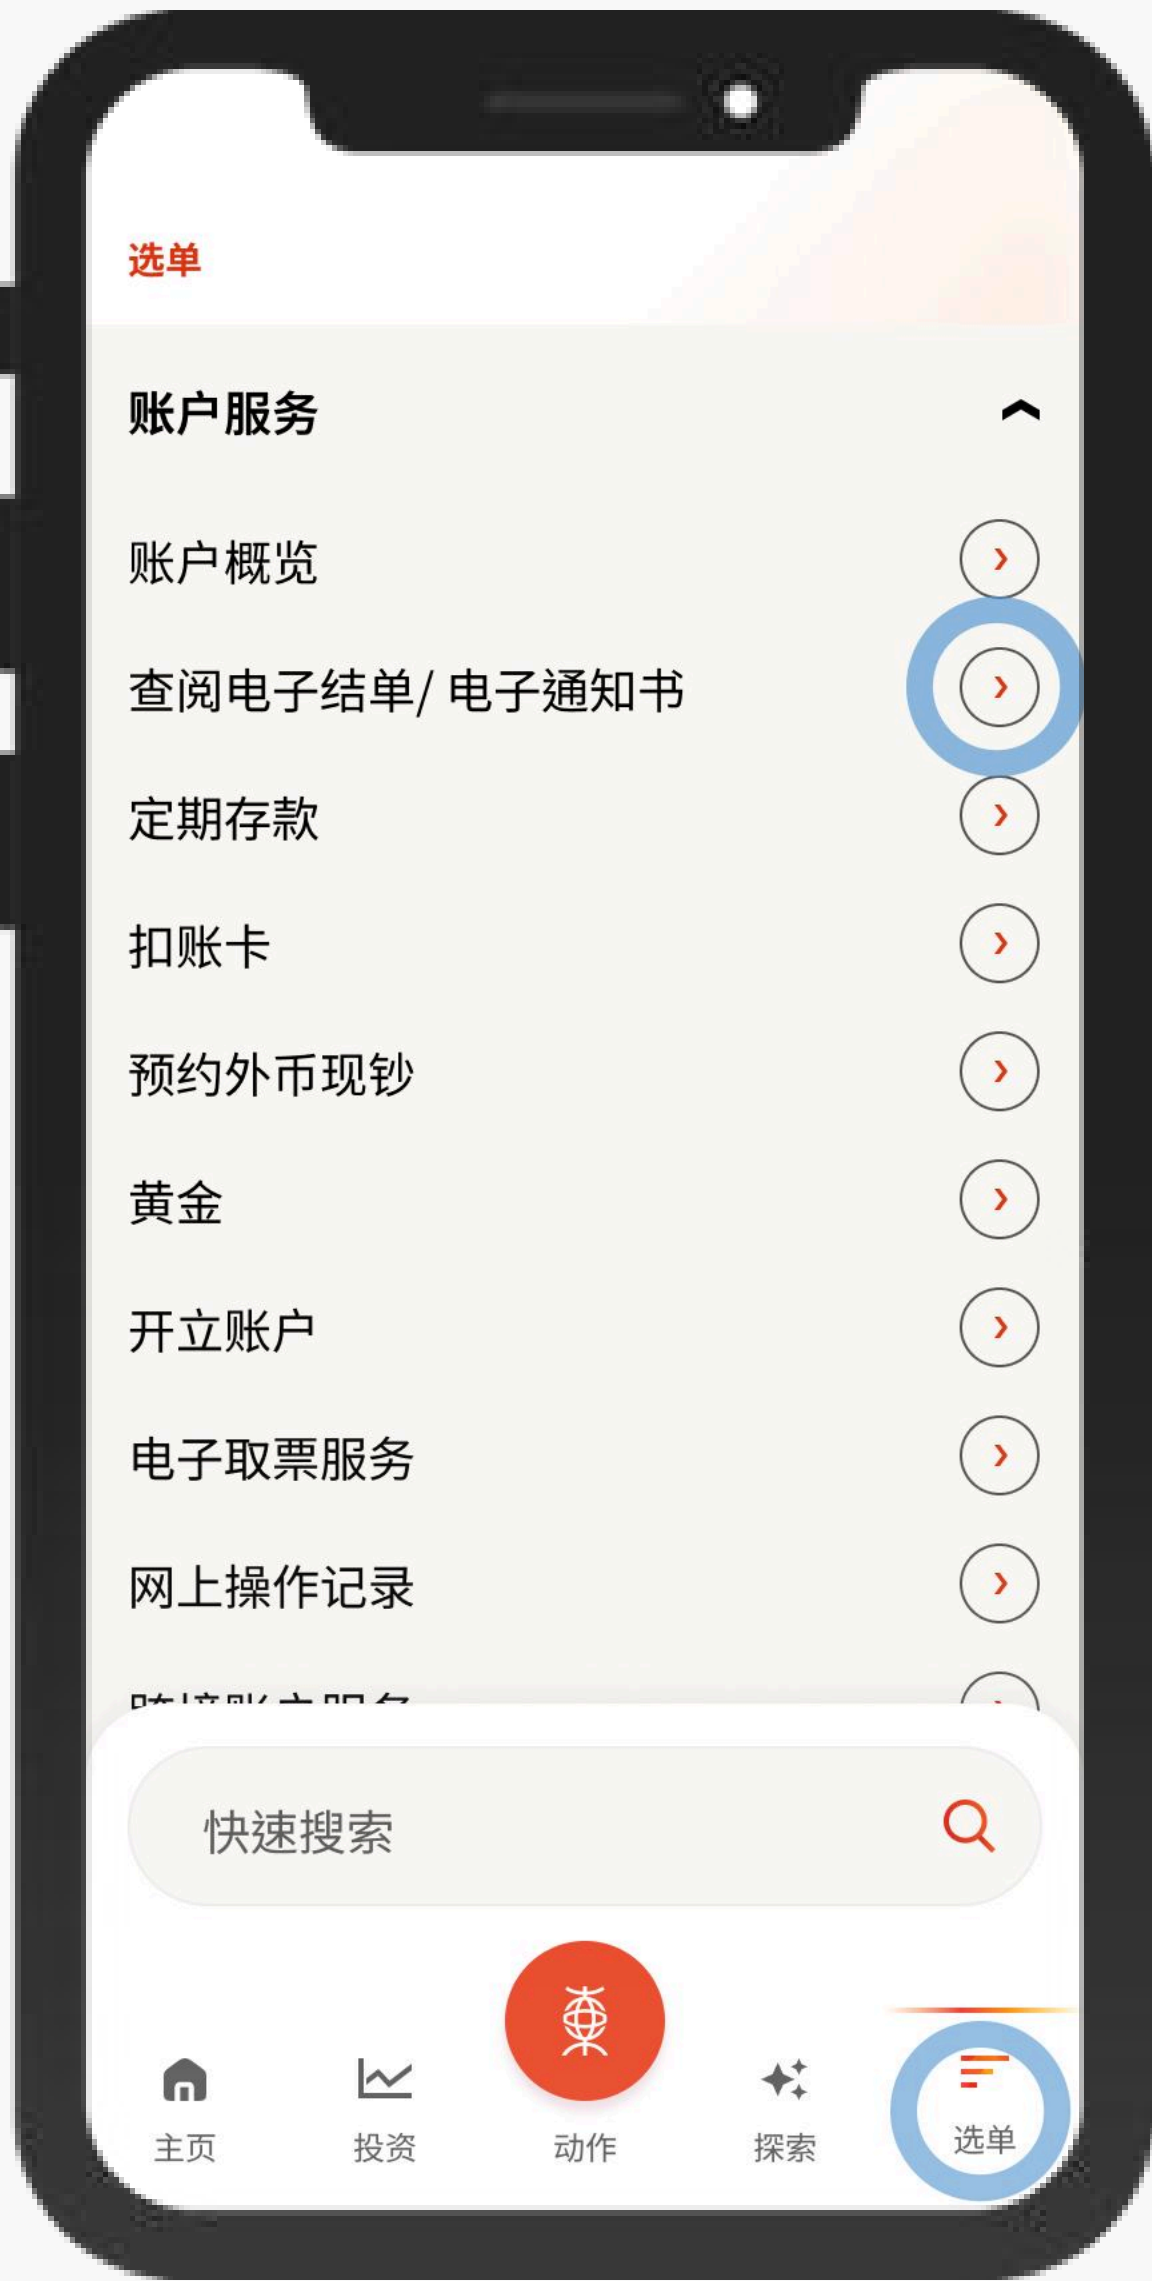 选单
账户服务
账户概览
查阅电子结单/ 电子通知书
定期存款
扣账卡
预约外币现钞
黄金
开立账户
电子取票服务
网上操作记录
快速搜索
主页
投资
动作
探索
选单